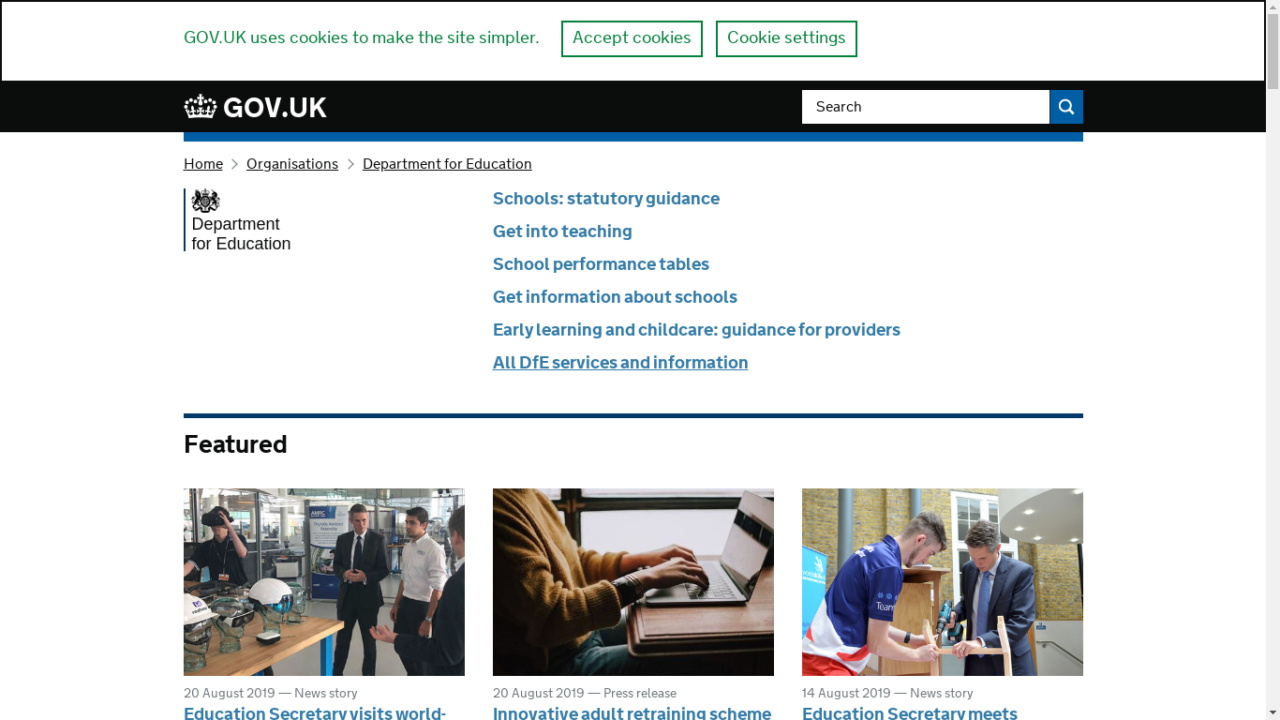 GOV.UK uses cookies to make the site simpler.
Accept cookies
Cookie settings
GOV.UK
Search
Home
Organisations
Department for Education
Department
for Education
Schools: statutory guidance
Get into teaching
School performance tables
Get information about schools
Early learning and childcare: guidance for providers
All DfE services and information
Featured
20 August 2019 — News story
Education Secretary visits world-
20 August 2019 — Press release
Innovative adult retraining scheme
14 August 2019 — News story
Education Secretary meets